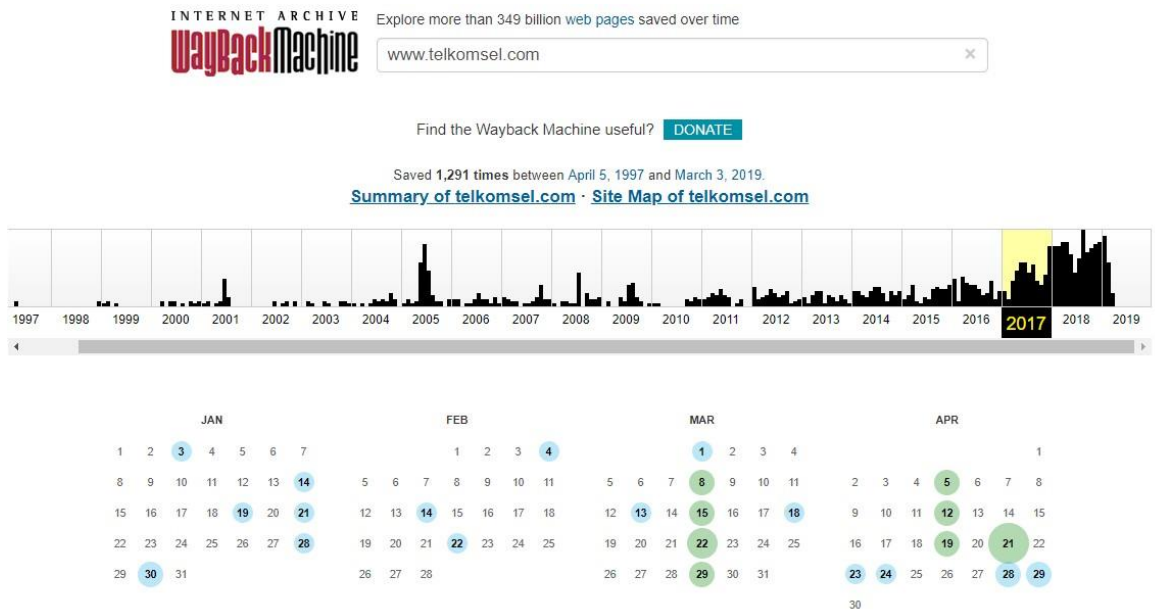 INTERNET ARCHIVE
WayBackMachine
Explore more than 349 billion web pages saved over time
www.telkomsel.com ×
Find the Wayback Machine useful? DONATE
Saved 1,291 times between April 5, 1997 and March 3, 2019.
Summary of telkomsel.com · Site Map of telkomsel.com
1997 1998 1999 2000 2001 2002 2003 2004 2005 2006 2007 2008 2009 2010 2011 2012 2013 2014 2015 2016 2017 2018 2019
JAN FEB MAR APR
1 2 3 4 5 6 7 1 2 3 4 1 2 3 4 1
8 9 10 11 12 13 14 5 6 7 8 9 10 11 5 6 7 8 9 10 11 2 3 4 5 6 7 8
15 16 17 18 19 20 21 12 13 14 15 16 17 18 12 13 14 15 16 17 18 9 10 11 12 13 14 15
22 23 24 25 26 27 28 19 20 21 22 23 24 25 19 20 21 22 23 24 25 16 17 18 19 20 21 22
29 30 31 26 27 28 26 27 28 29 30 31 23 24 25 26 27 28 29
30